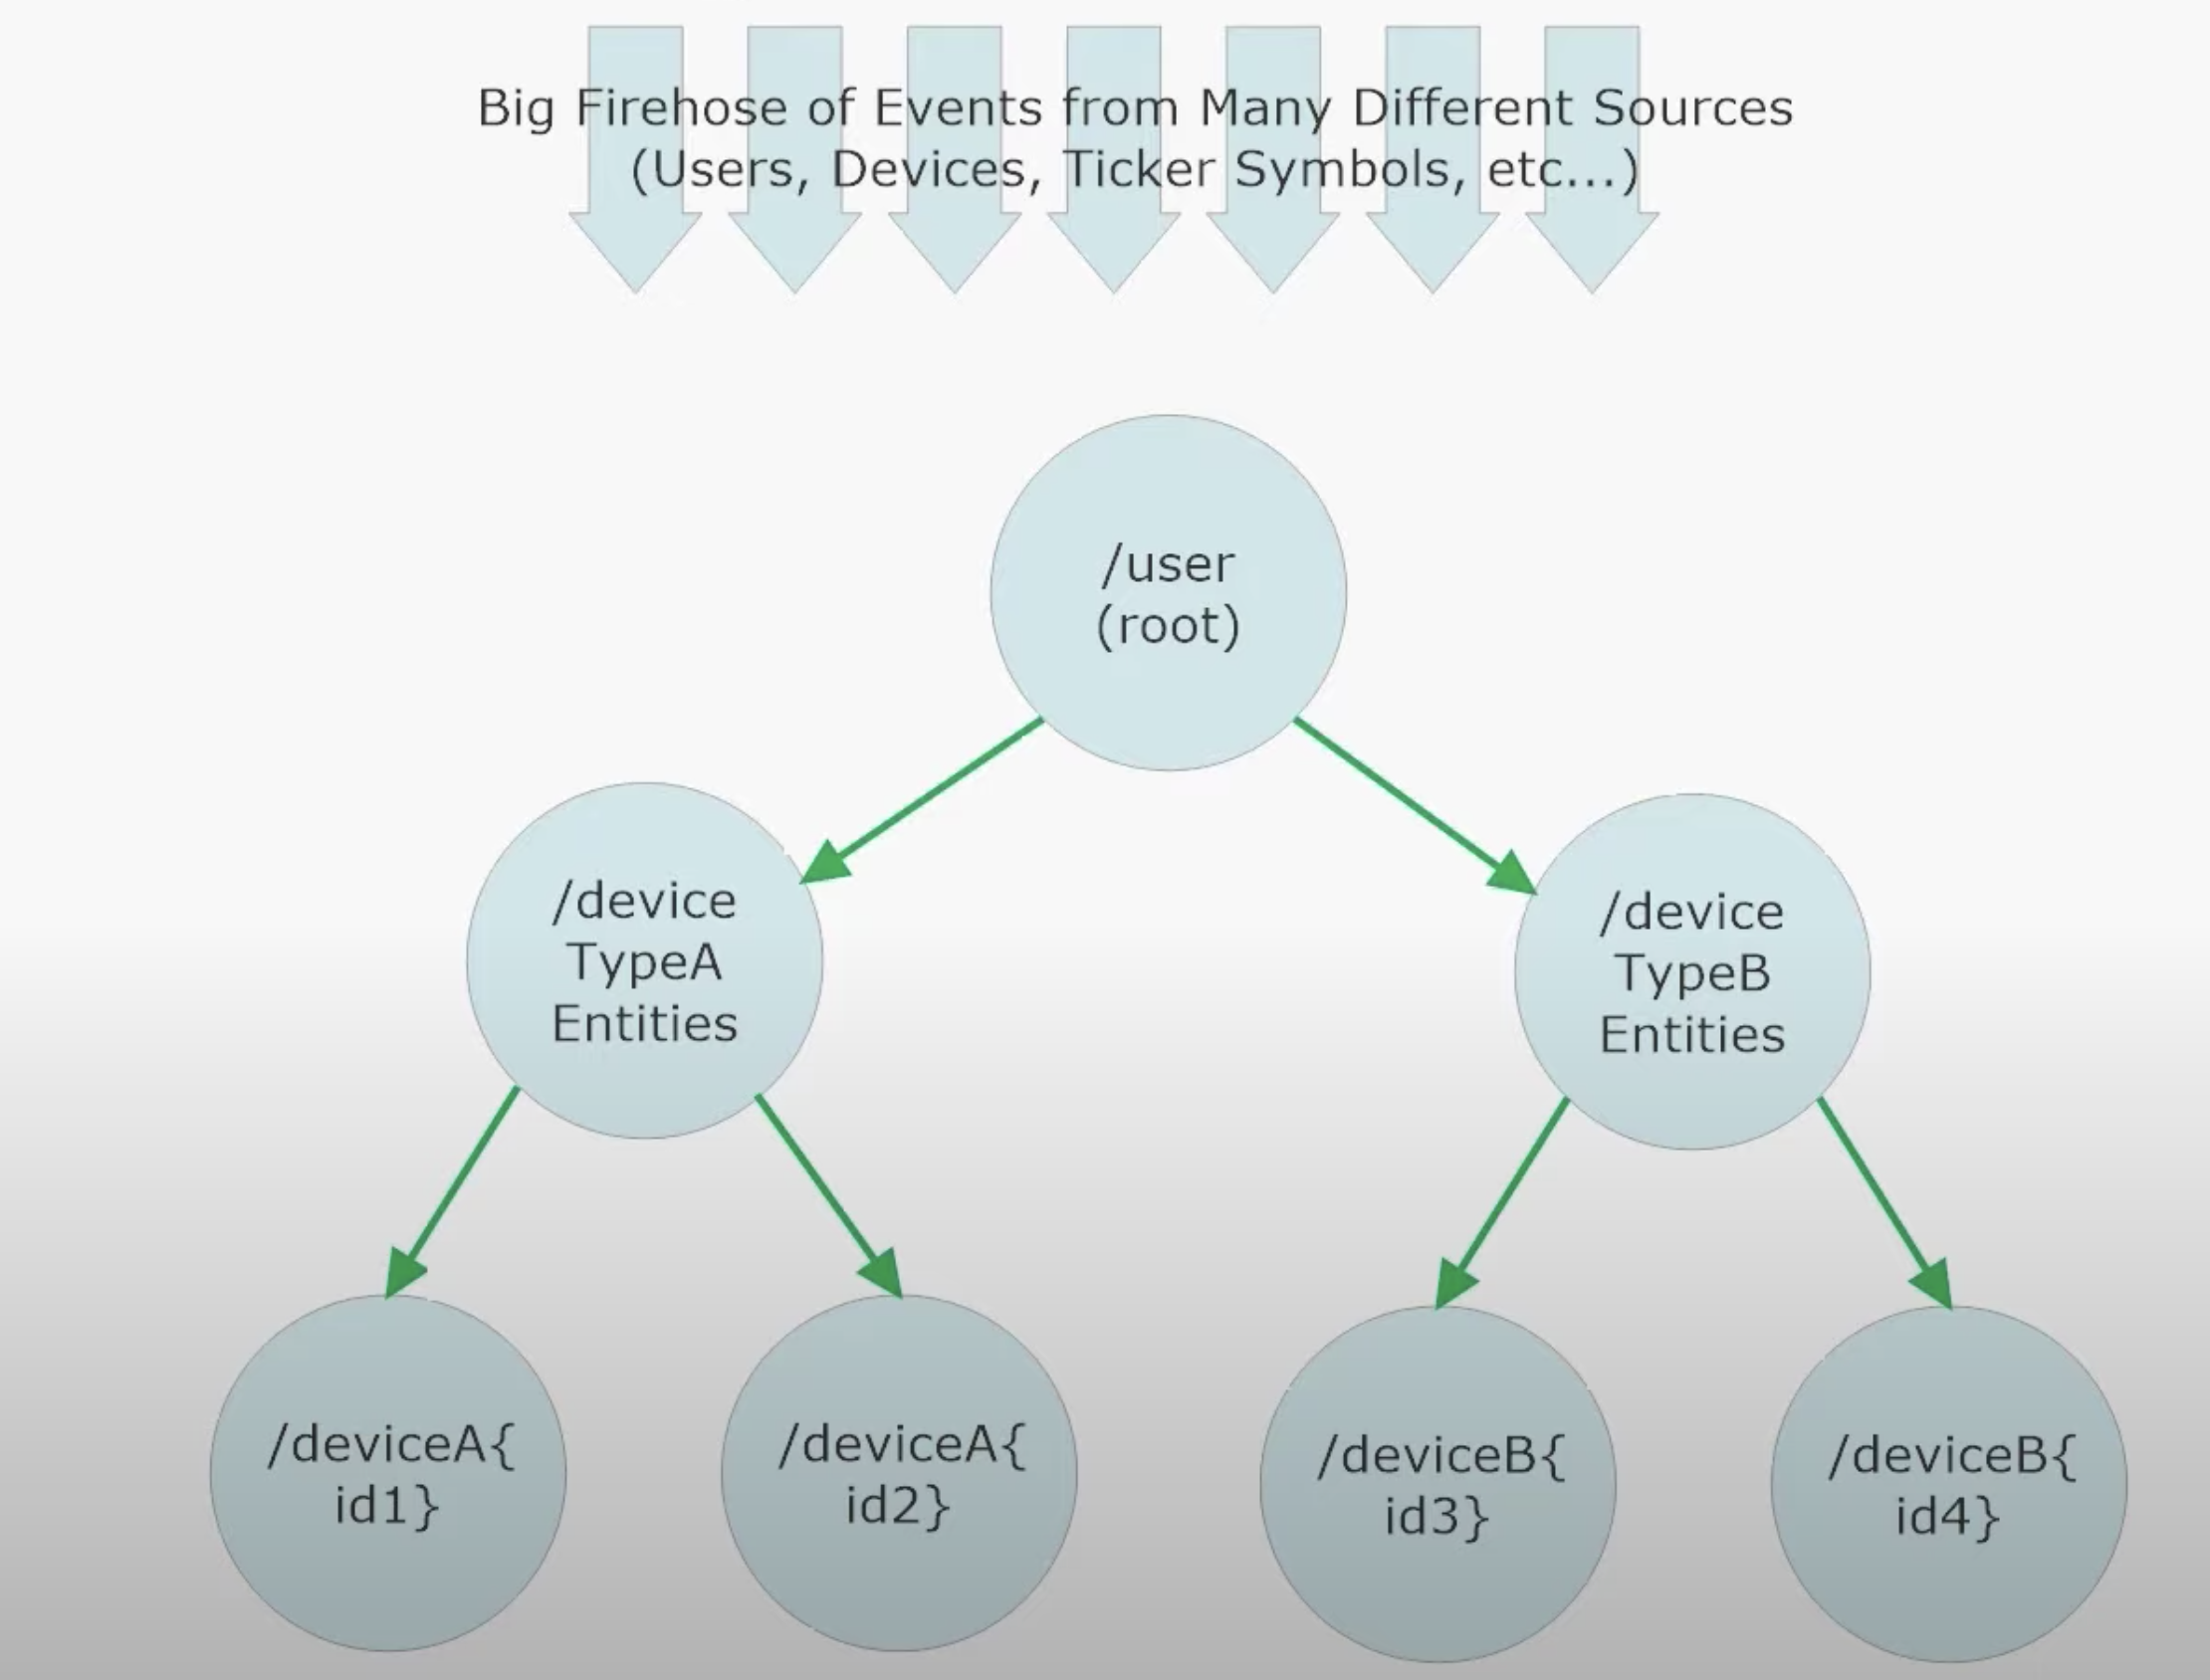 Big Firehose of Events from Many Different Sources
(Users, Devices, Ticker Symbols, etc...)
/user
(root)
/device
TypeA
Entities
/device
TypeB
Entities
/deviceA{
id1}
/deviceA{
id2}
/deviceB{
id3}
/deviceB{
id4}